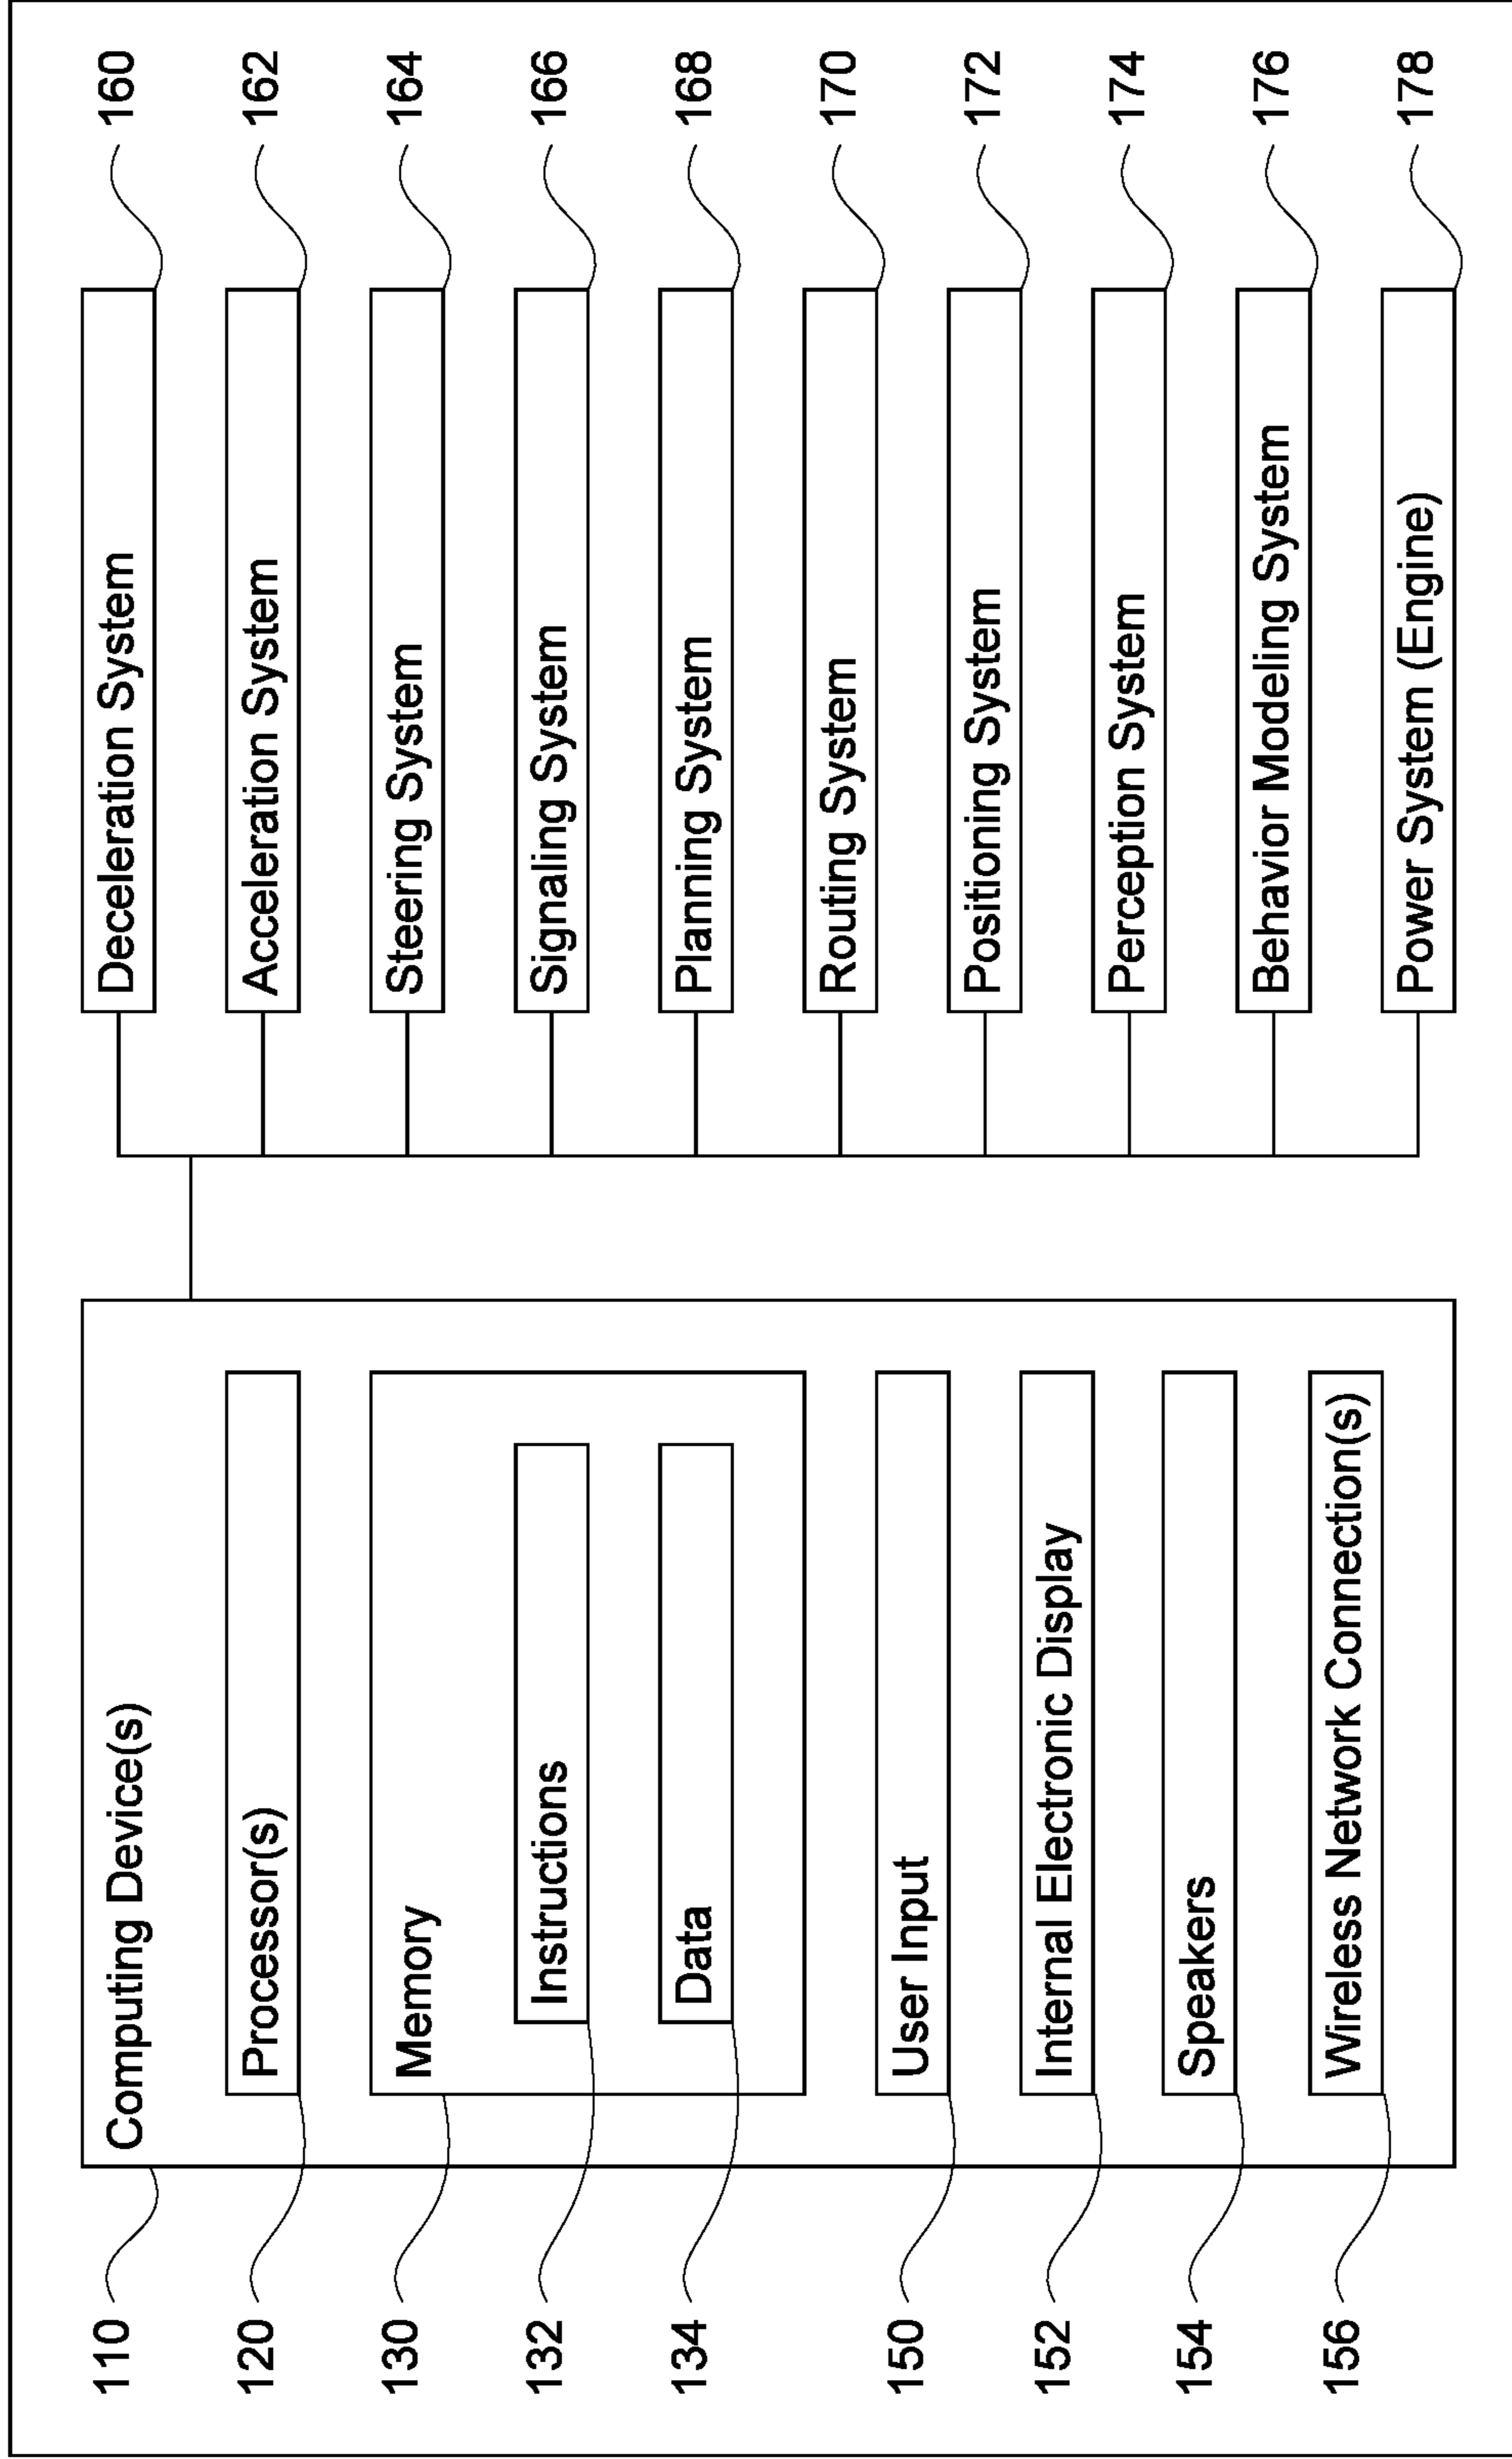 110
Computing Device(s)
120
Processor(s)
130
Memory
132
Instructions
134
Data
150
User Input
152
Internal Electronic Display
154
Speakers
156
Wireless Network Connection(s)
Deceleration System
160
Acceleration System
162
Steering System
164
Signaling System
166
Planning System
168
Routing System
170
Positioning System
172
Perception System
174
Behavior Modeling System
176
Power System (Engine)
178